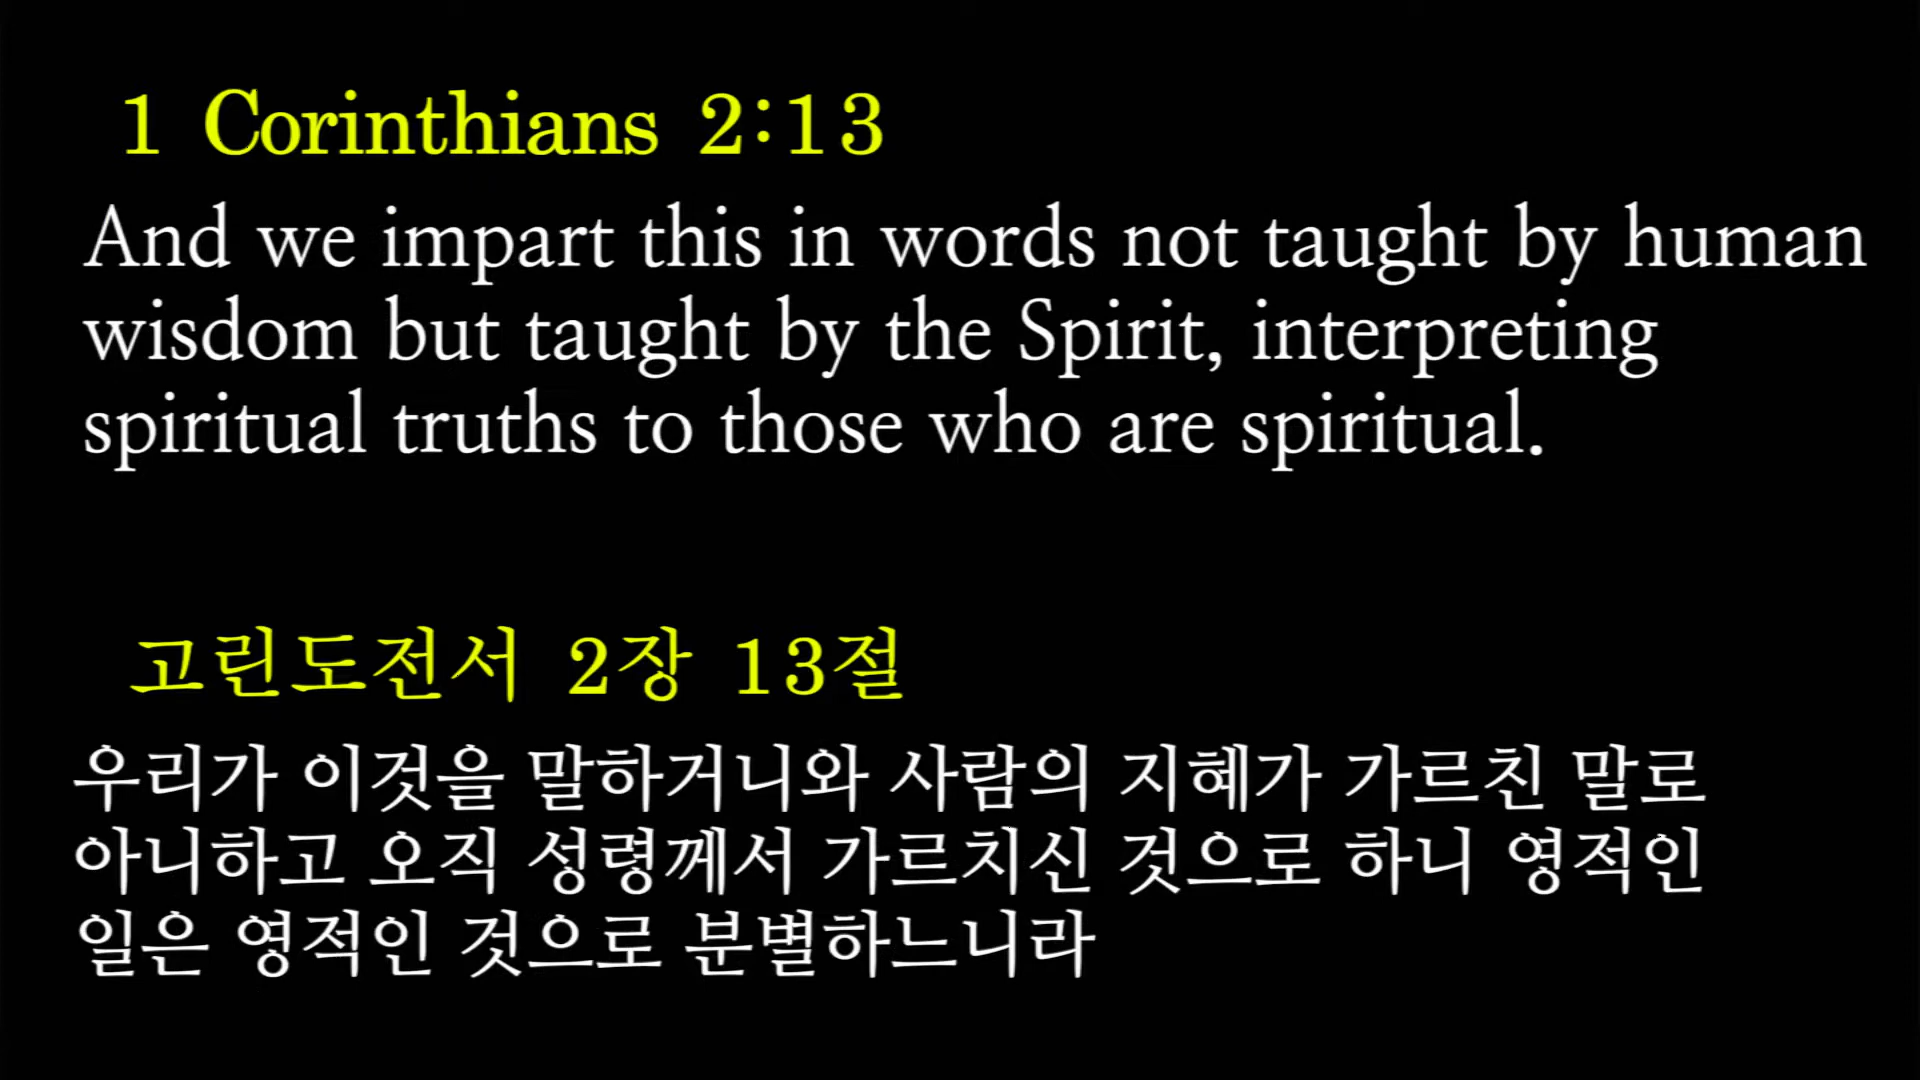 1 Corinthians 2:13
And we impart this in words not taught by human
wisdom but taught by the Spirit, interpreting
spiritual truths to those who are spiritual.
고린도전서 2장 13절
우리가 이것을 말하거니와 사람의 지혜가 가르친 말로
아니하고 오직 성령께서 가르치신 것으로 하니 영적인
일은 영적인 것으로 분별하느니라